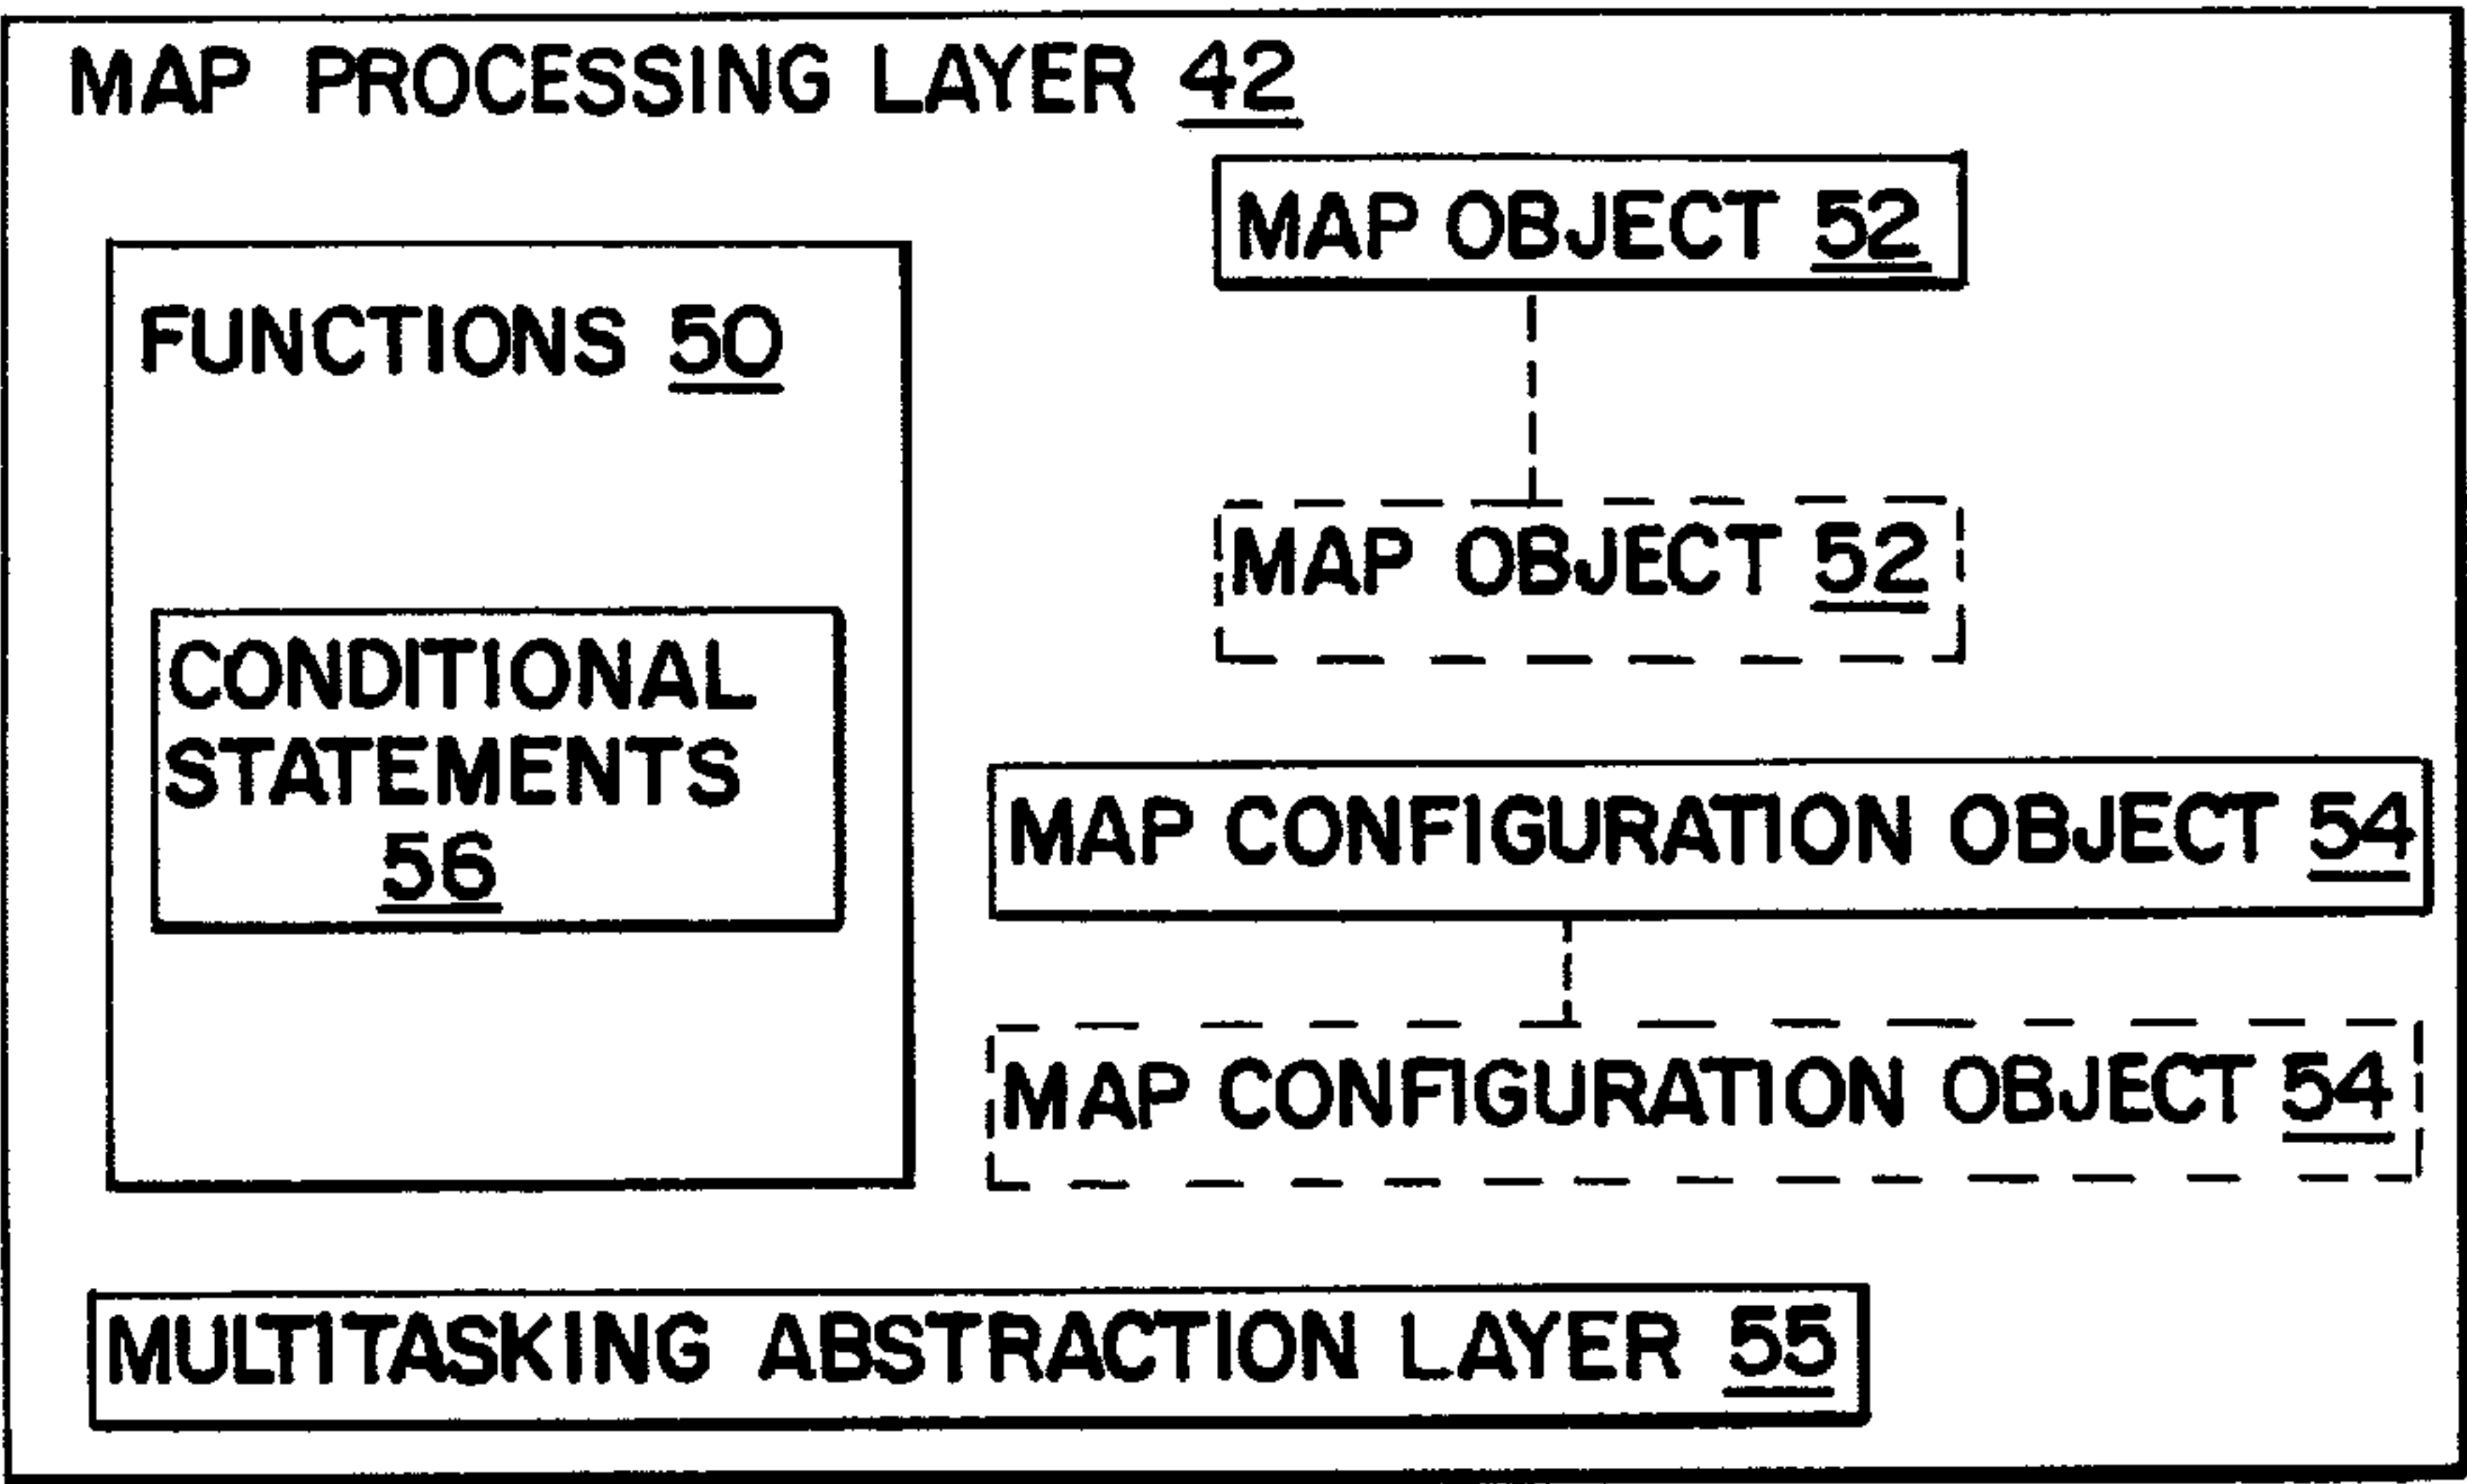 MAP PROCESSING LAYER 42
MAP OBJECT 52
FUNCTIONS 50
MAP OBJECT 52
CONDITIONAL
STATEMENTS
56
MAP CONFIGURATION OBJECT 54
MAP CONFIGURATION OBJECT 54
MULTITASKING ABSTRACTION LAYER 55